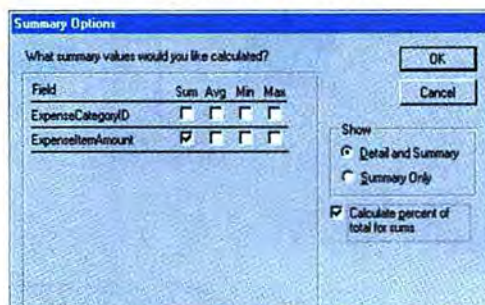 Summary Options
What summary values would you like calculated?
OK
Cancel
Field Sum Avg Min Max
ExpenseCategoryID
ExpenseItemAmount
Show
Detail and Summary
Summary Only
Calculate percent of
total for sums